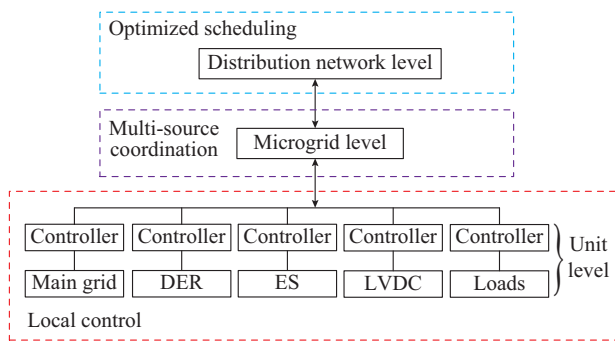 Optimized scheduling
Distribution network level
Multi-source
coordination
Microgrid level
Controller Controller Controller Controller Controller
Main grid DER ES LVDC Loads
Unit
level
Local control